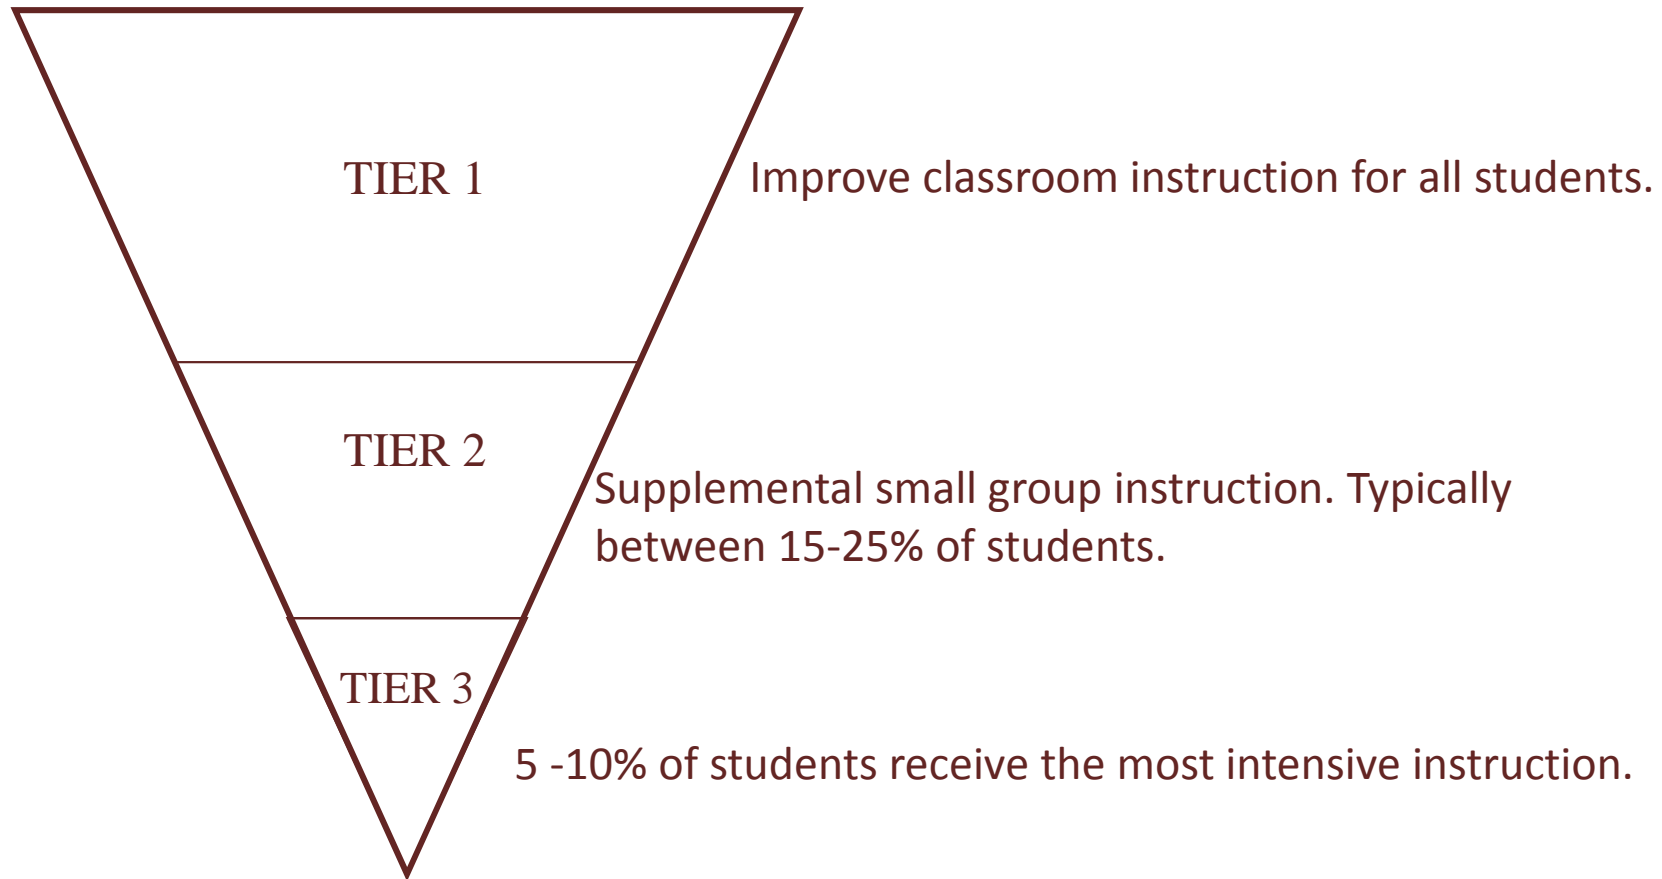 TIER 1
Improve classroom instruction for all students.
TIER 2
Supplemental small group instruction. Typically
between 15-25% of students.
TIER 3
5 -10% of students receive the most intensive instruction.